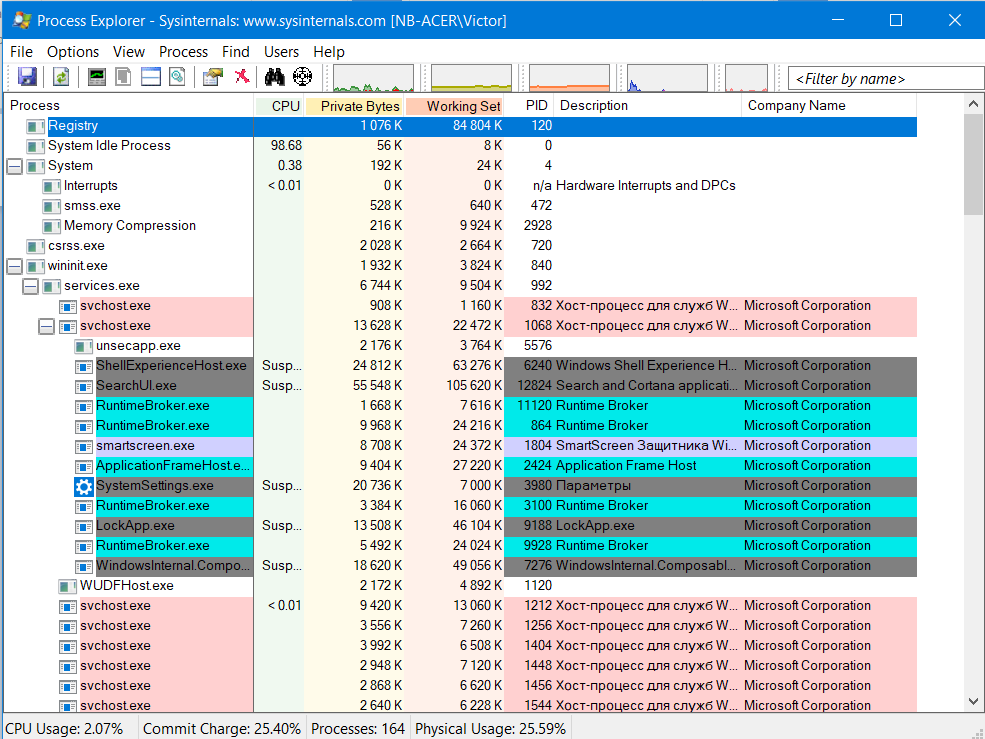 Process Explorer - Sysinternals: www.sysinternals.com [NB-ACER\Victor]
File Options View Process Find Users Help
<Filter by name>
Process CPU Private Bytes Working Set PID Description Company Name
Registry 1 076 K 84 804 K 120
System Idle Process 98.68 56 K 8 K 0
System 0.38 192 K 24 K 4
Interrupts < 0.01 0 K 0 K n/a Hardware Interrupts and DPCs
smss.exe 528 K 640 K 472
Memory Compression 216 K 9 924 K 2928
csrss.exe 2 028 K 2 664 K 720
wininit.exe 1 932 K 3 824 K 840
services.exe 6 744 K 9 504 K 992
svchost.exe 908 K 1 160 K 832 Хост-процесс для служб W... Microsoft Corporation
svchost.exe 13 628 K 22 472 K 1068 Хост-процесс для служб W... Microsoft Corporation
unsecapp.exe 2 176 K 3 764 K 5576
ShellExperienceHost.exe Susp... 24 812 K 63 276 K 6240 Windows Shell Experience H... Microsoft Corporation
SearchUI.exe Susp... 55 548 K 105 620 K 12824 Search and Cortana applicati... Microsoft Corporation
RuntimeBroker.exe 1 668 K 7 616 K 11120 Runtime Broker Microsoft Corporation
RuntimeBroker.exe 9 968 K 24 216 K 864 Runtime Broker Microsoft Corporation
smartscreen.exe 8 708 K 24 372 K 1804 SmartScreen Защитника Wi... Microsoft Corporation
ApplicationFrameHost.e... 9 404 K 27 220 K 2424 Application Frame Host Microsoft Corporation
SystemSettings.exe Susp... 20 736 K 7 000 K 3980 Параметры Microsoft Corporation
RuntimeBroker.exe 3 384 K 16 060 K 3100 Runtime Broker Microsoft Corporation
LockApp.exe Susp... 13 508 K 46 104 K 9188 LockApp.exe Microsoft Corporation
RuntimeBroker.exe 5 492 K 24 024 K 9928 Runtime Broker Microsoft Corporation
WindowsInternal.Compo... Susp... 18 620 K 49 056 K 7276 WindowsInternal.Composabl... Microsoft Corporation
WUDFHost.exe 2 172 K 4 892 K 1120
svchost.exe < 0.01 9 420 K 13 060 K 1212 Хост-процесс для служб W... Microsoft Corporation
svchost.exe 3 556 K 7 260 K 1256 Хост-процесс для служб W... Microsoft Corporation
svchost.exe 3 992 K 6 508 K 1404 Хост-процесс для служб W... Microsoft Corporation
svchost.exe 2 948 K 7 120 K 1448 Хост-процесс для служб W... Microsoft Corporation
svchost.exe 2 868 K 6 620 K 1456 Хост-процесс для служб W... Microsoft Corporation
svchost.exe 2 640 K 6 228 K 1544 Хост-процесс для служб W... Microsoft Corporation
CPU Usage: 2.07% Commit Charge: 25.40% Processes: 164 Physical Usage: 25.59%